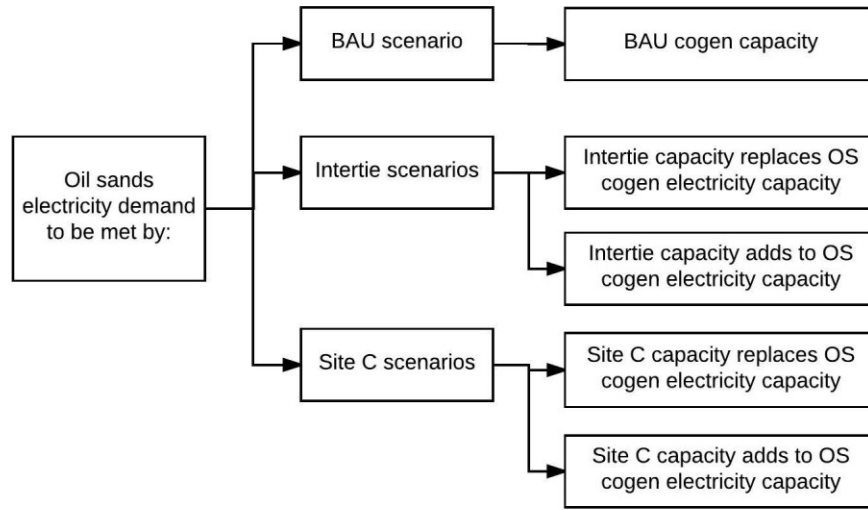 Oil sands
electricity demand
to be met by:
BAU scenario
BAU cogen capacity
Intertie scenarios
Intertie capacity replaces OS
cogen electricity capacity
Intertie capacity adds to OS
cogen electricity capacity
Site C scenarios
Site C capacity replaces OS
cogen electricity capacity
Site C capacity adds to OS
cogen electricity capacity